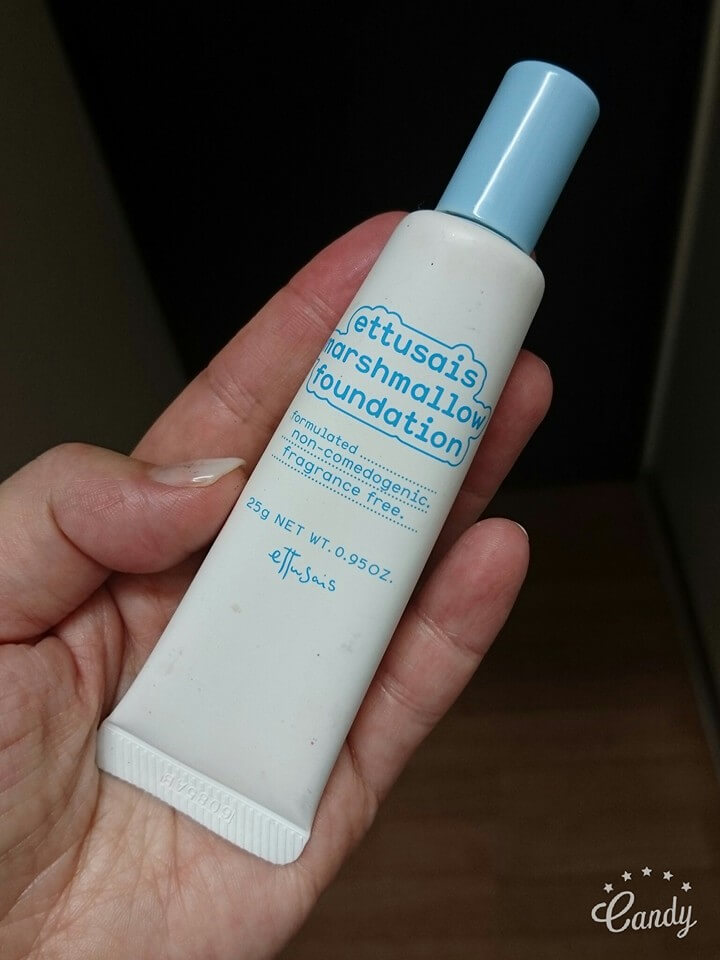 ettusais
marshmallow
foundation
formulated
non-comedogenic,
fragrance free.
25g NET WT.0.95OZ.
ettusais
Candy